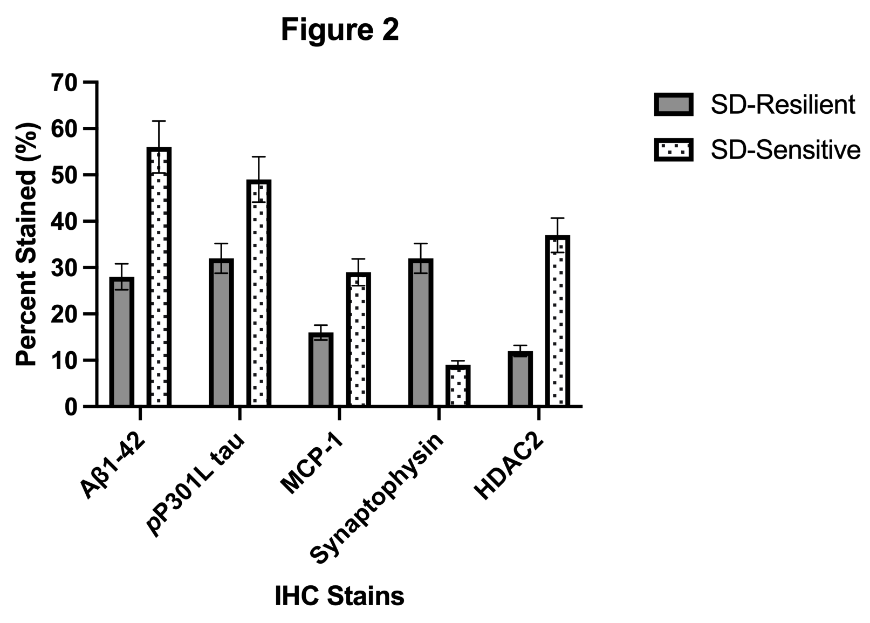 Figure 2
70
60
50
40
30
20
10
0
Percent Stained (%)
Aβ1-42
pP301L tau
MCP-1
Synaptophysin
HDAC2
IHC Stains
SD-Resilient
SD-Sensitive